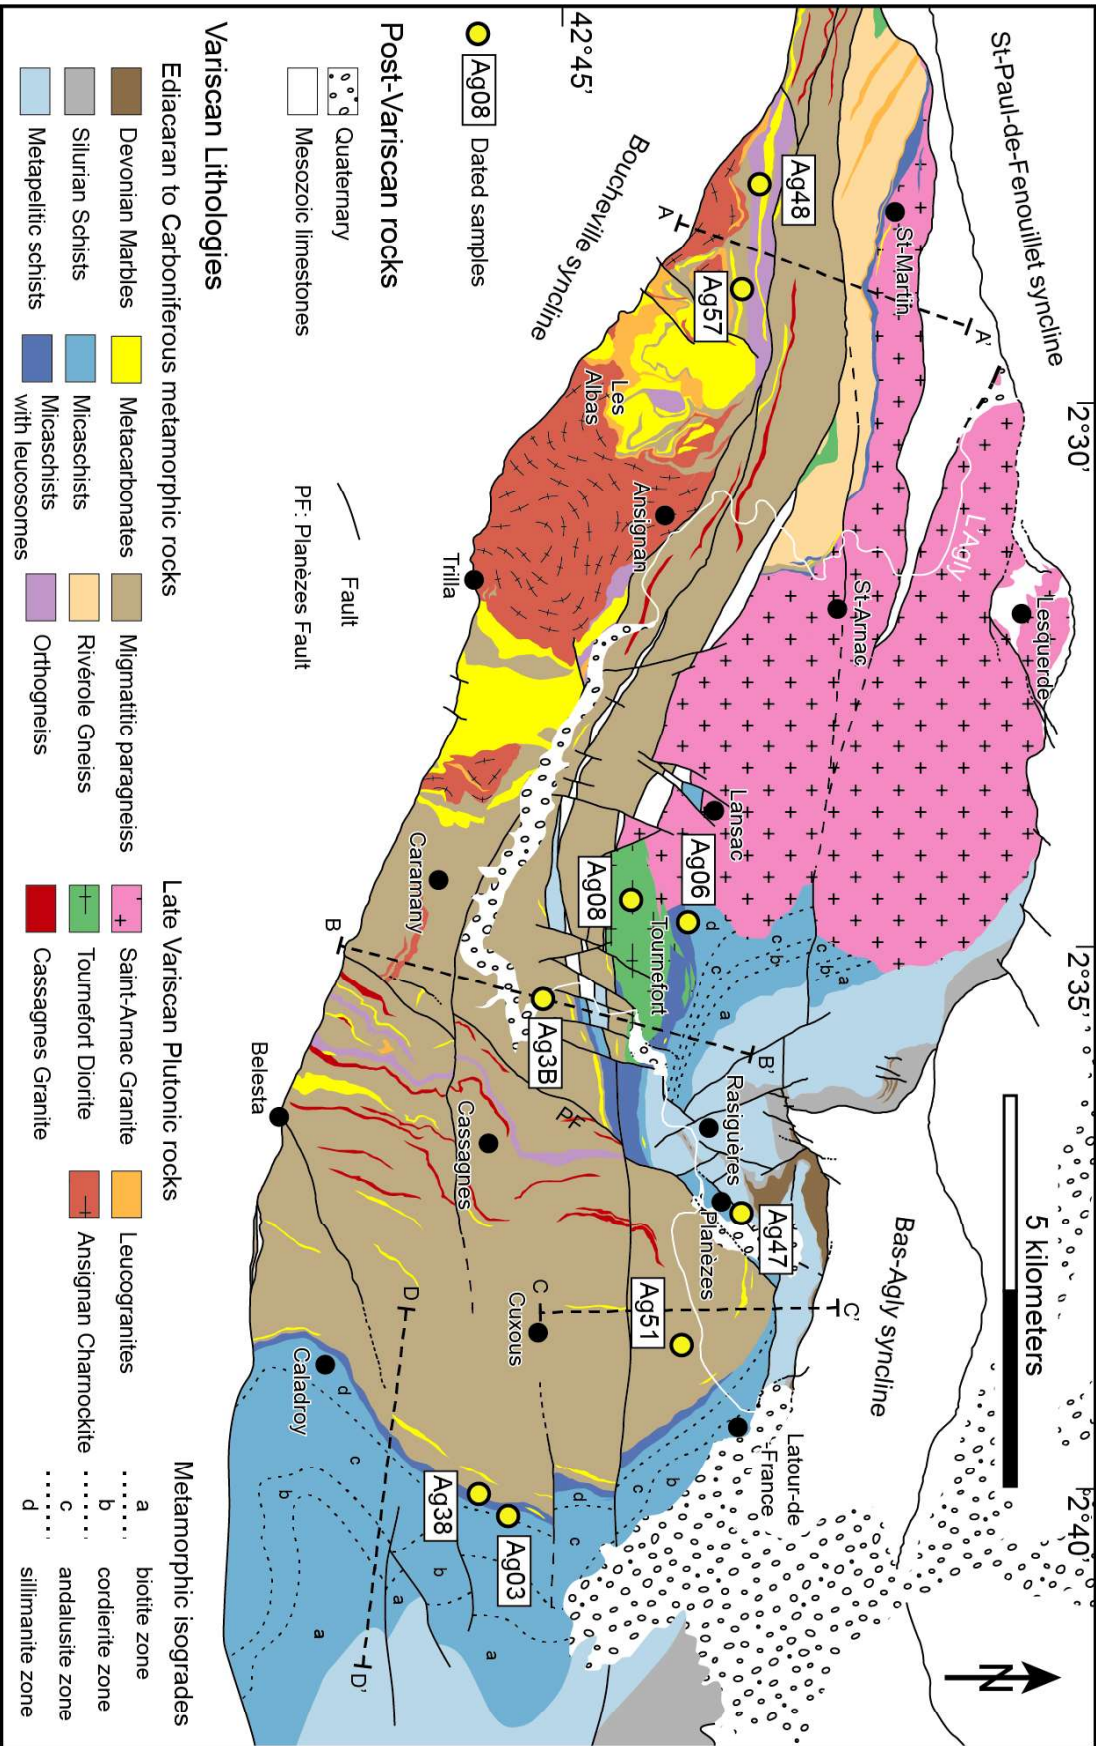 St-Paul-de-Fenouillet syncline
2°30'
2°35'
2°40'
5 kilometers
N
Bas-Agly syncline
Lesquerde
L'Agly
A'
St-Martin
St-Arnac
Ag48
A
Ag57
Lansac
Ag06
d
c
b
a
c
b
a
B'
Tournefort
Ag08
Rasiguères
Planèzes
Ag47
C'
Latour-de
-France
Ag51
Cuxous
C
PF
Ag3B
Cassagnes
B
Caramany
Ansignan
Les
Albas
Trilla
Belesta
Caladroy
D
D'
d
c
b
a
d
c
b
c
b
a
a
Ag38
Ag03
42°45'
Boucheville syncline
Ag08 Dated samples
Post-Variscan rocks
Quaternary
Mesozoic limestones
Fault
PF: Planèzes Fault
Variscan Lithologies
Ediacaran to Carboniferous metamorphic rocks
Devonian Marbles
Silurian Schists
Metapelitic schists
Metacarbonates
Micaschists
Micaschists
with leucosomes
Migmatitic paragneiss
Rivérole Gneiss
Orthogneiss
Late Variscan Plutonic rocks
Saint-Arnac Granite
Tournefort Diorite
Cassagnes Granite
Leucogranites
Ansignan Charnockite
Metamorphic isogrades
a biotite zone
b cordierite zone
c andalusite zone
d sillimanite zone